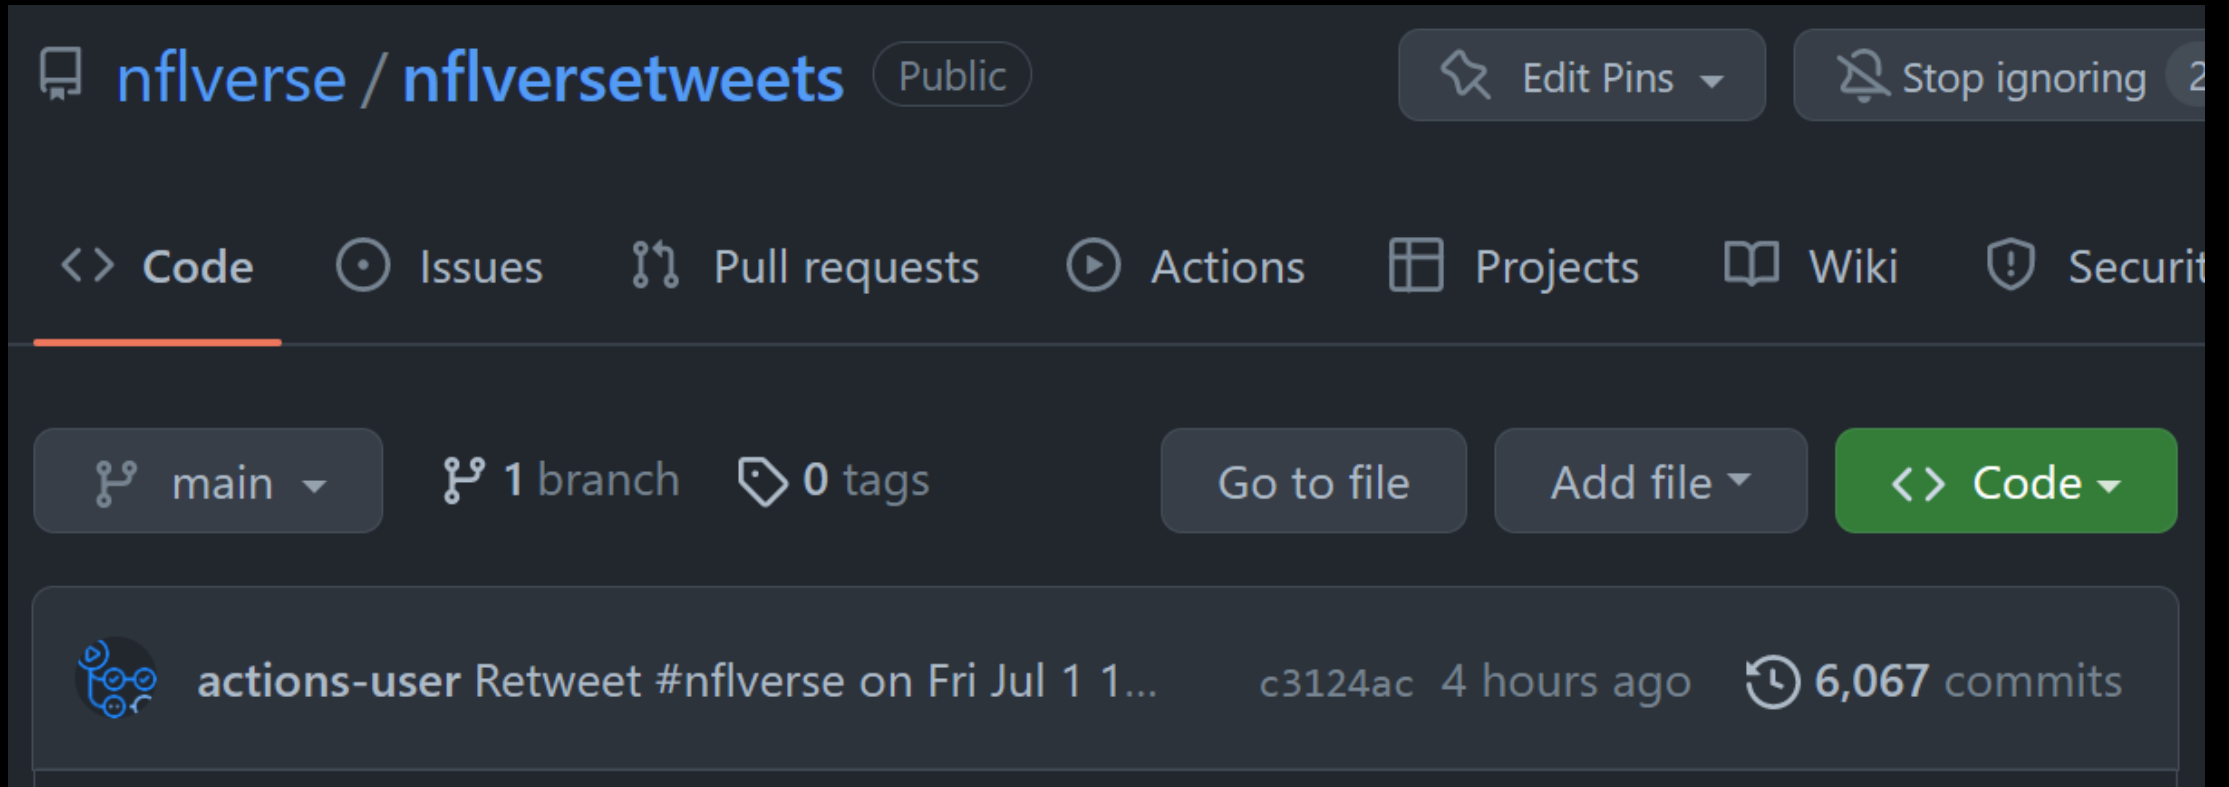 nflverse / nflversetweets Public Edit Pins Stop ignoring 2
Code Issues Pull requests Actions Projects Wiki Securit
main 1 branch 0 tags Go to file Add file Code
actions-user Retweet #nflverse on Fri Jul 1 1... c3124ac 4 hours ago 6,067 commits